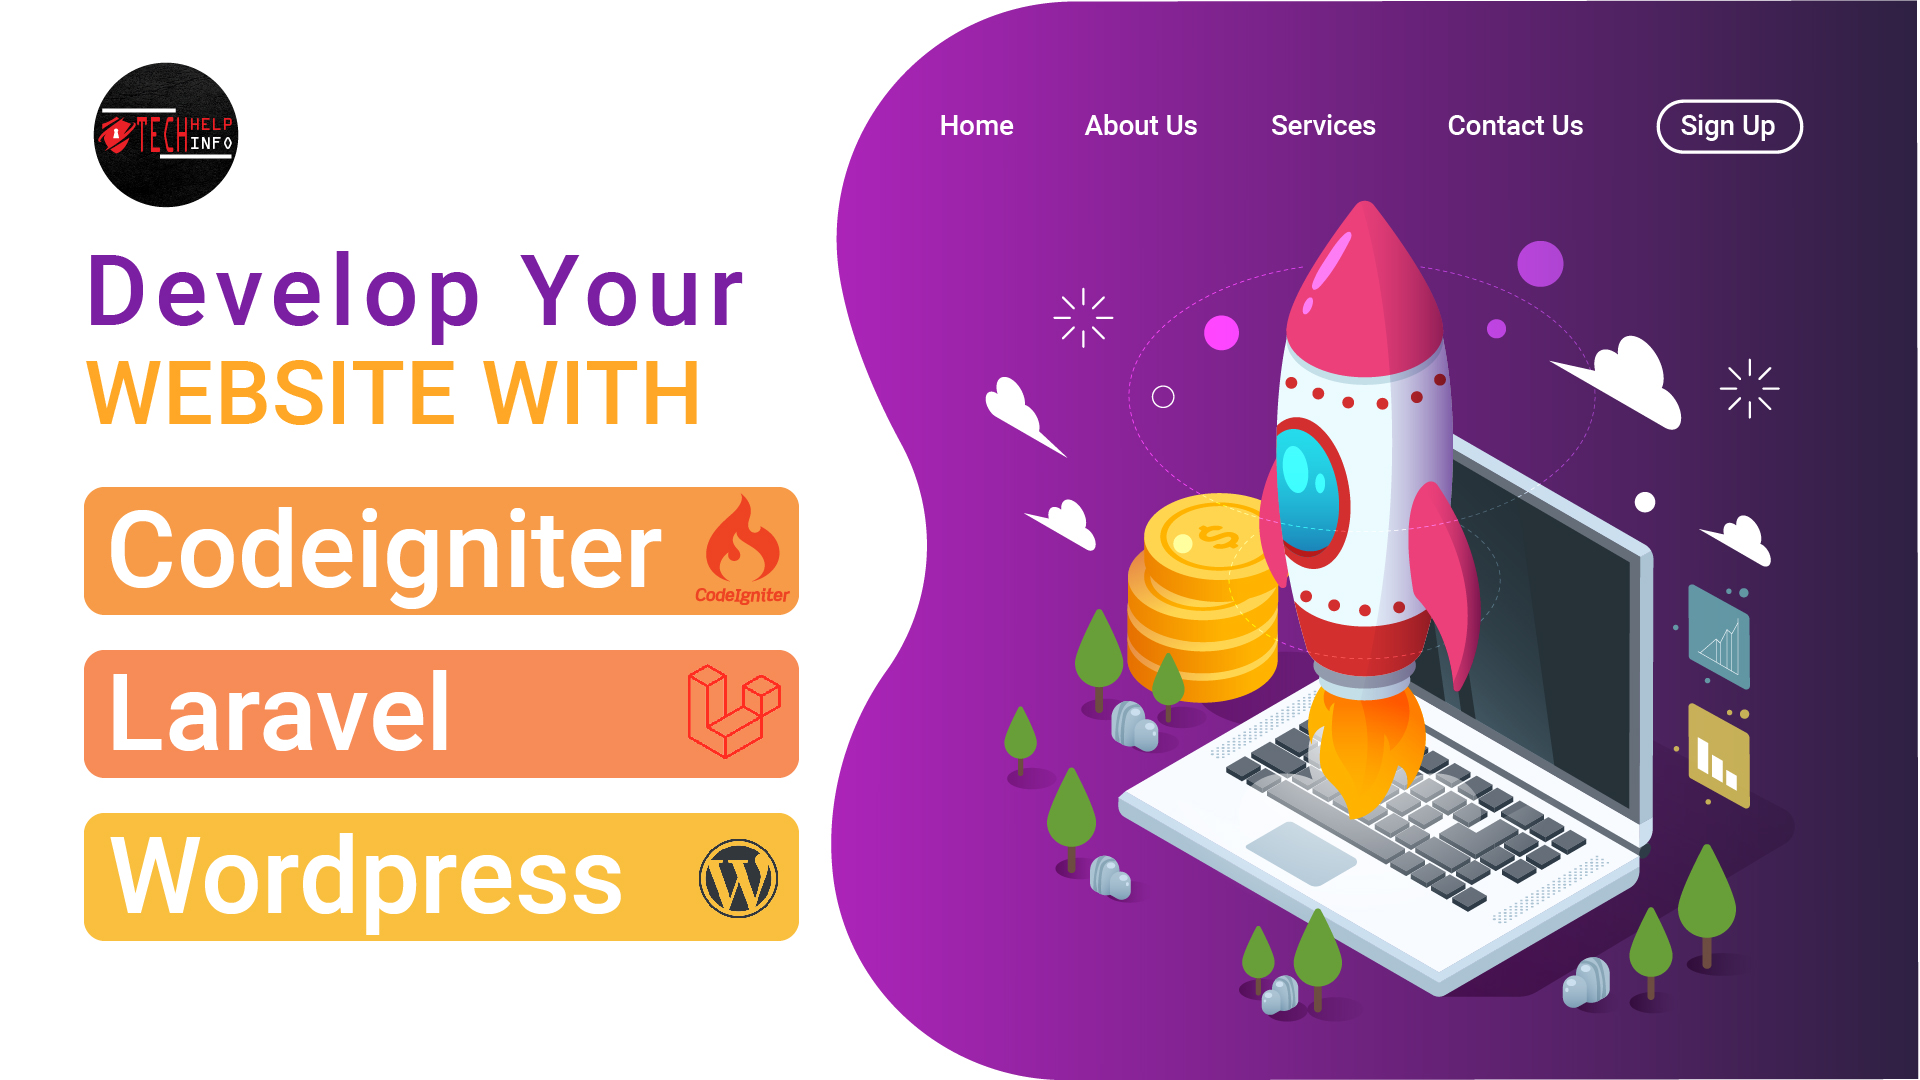 TECH HELP
INFO
Home About Us Services Contact Us Sign Up
Develop Your
WEBSITE WITH
Codeigniter
CodeIgniter
Laravel
Wordpress